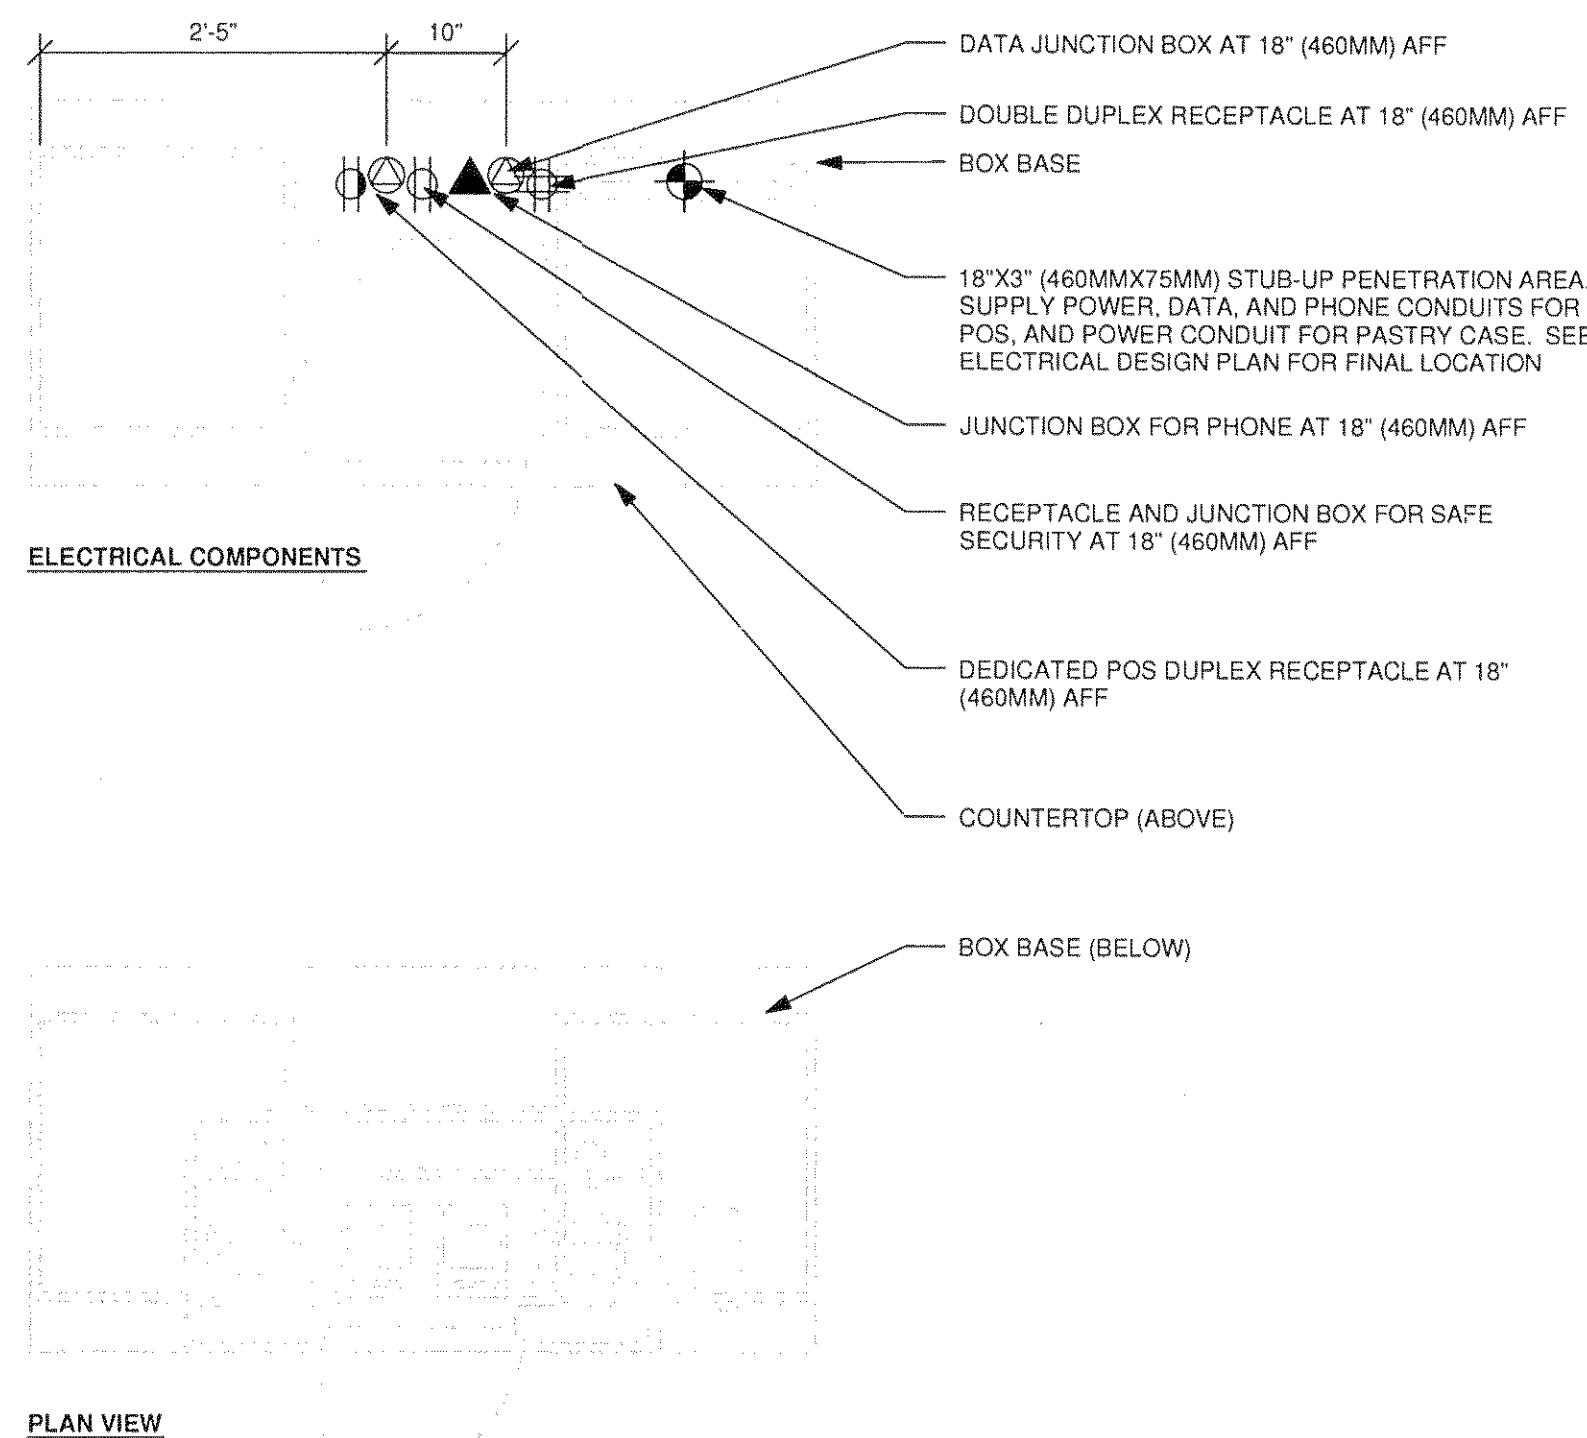 2'-5"
10"
DATA JUNCTION BOX AT 18" (460MM) AFF
DOUBLE DUPLEX RECEPTACLE AT 18" (460MM) AFF
BOX BASE
18"X3" (460MMX75MM) STUB-UP PENETRATION AREA.
SUPPLY POWER, DATA, AND PHONE CONDUITS FOR
POS, AND POWER CONDUIT FOR PASTRY CASE. SEE
ELECTRICAL DESIGN PLAN FOR FINAL LOCATION
JUNCTION BOX FOR PHONE AT 18" (460MM) AFF
RECEPTACLE AND JUNCTION BOX FOR SAFE
SECURITY AT 18" (460MM) AFF
ELECTRICAL COMPONENTS
DEDICATED POS DUPLEX RECEPTACLE AT 18"
(460MM) AFF
COUNTERTOP (ABOVE)
BOX BASE (BELOW)
PLAN VIEW